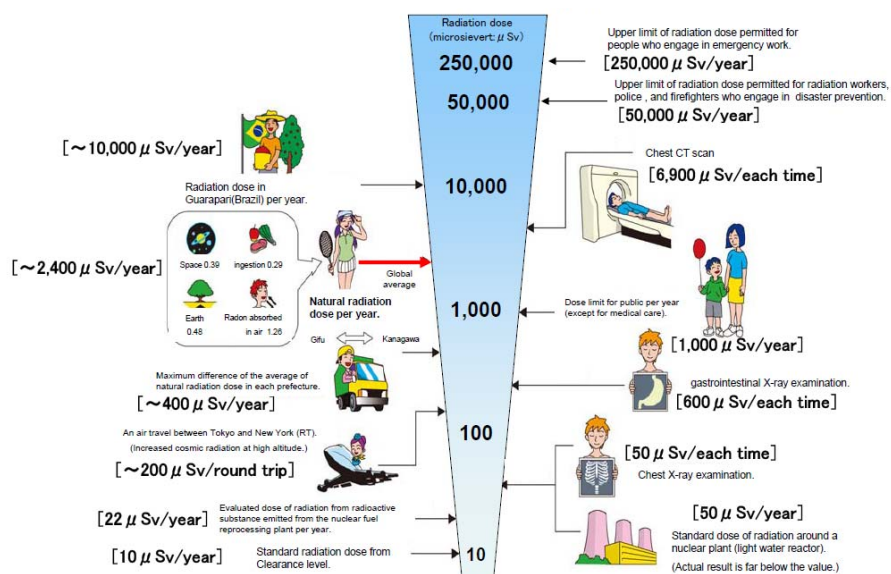 Radiation dose
(microsievert: μ Sv)
250,000
50,000
10,000
1,000
100
10
[～10,000 μ Sv/year]
Radiation dose in
Guarapari(Brazil) per year.
[～2,400 μ Sv/year]
Space 0.39
ingestion 0.29
Earth
0.48
Radon absorbed
in air 1.26
Natural radiation
dose per year.
Global
average
Gifu
Kanagawa
Maximum difference of the average of
natural radiation dose in each prefecture.
[～400 μ Sv/year]
An air travel between Tokyo and New York (RT).
(Increased cosmic radiation at high altitude.)
[～200 μ Sv/round trip]
[22 μ Sv/year]
Evaluated dose of radiation from radioactive
substance emitted from the nuclear fuel
reprocessing plant per year.
[10 μ Sv/year]
Standard radiation dose from
Clearance level.
Upper limit of radiation dose permitted for
people who engage in emergency work.
[250,000 μ Sv/year]
Upper limit of radiation dose permitted for radiation workers,
police , and firefighters who engage in disaster prevention.
[50,000 μ Sv/year]
Chest CT scan
[6,900 μ Sv/each time]
Dose limit for public per year
(except for medical care).
[1,000 μ Sv/year]
gastrointestinal X-ray examination.
[600 μ Sv/each time]
[50 μ Sv/each time]
Chest X-ray examination.
[50 μ Sv/year]
Standard dose of radiation around a
nuclear plant (light water reactor).
(Actual result is far below the value.)